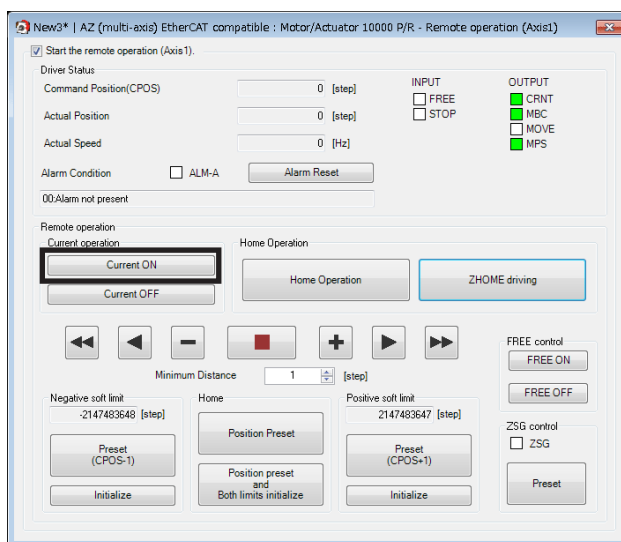 New3* | AZ (multi-axis) EtherCAT compatible : Motor/Actuator 10000 P/R - Remote operation (Axis1)
Start the remote operation (Axis1).
Driver Status
Command Position(CPOS) 0 [step] INPUT OUTPUT
FREE CRNT
Actual Position 0 [step] STOP MBC
MOVE
Actual Speed 0 [Hz] MPS
Alarm Condition ALM-A Alarm Reset
00:Alarm not present
Remote operation
Current operation Home Operation
Current ON Home Operation ZHOME driving
Current OFF
FREE control
FREE ON
Minimum Distance 1 [step]
FREE OFF
Negative soft limit Home Positive soft limit
-2147483648 [step] 2147483647 [step]
Position Preset ZSG control
ZSG
Preset Preset
(CPOS-1) (CPOS+1)
Position preset
and
Both limits initialize
Preset
Initialize Initialize